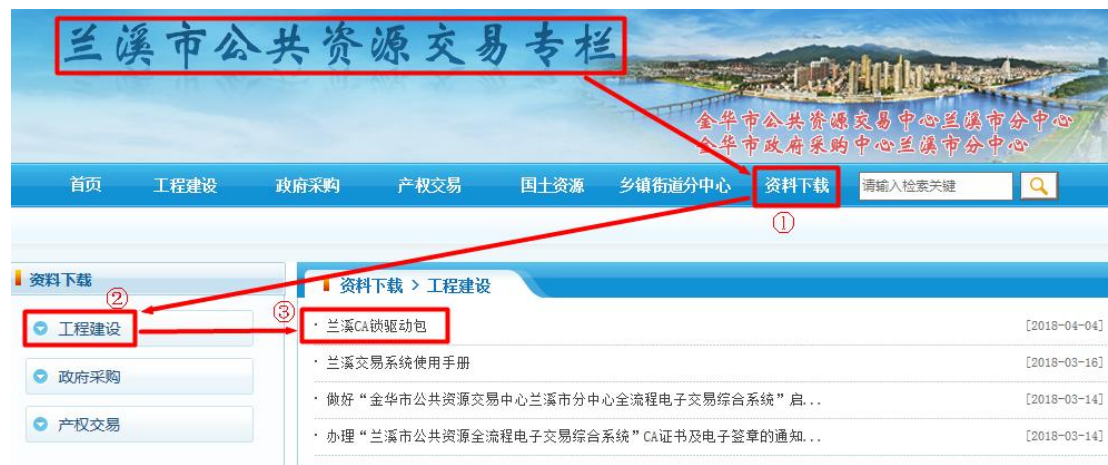 兰溪市公共资源交易专栏
金华市公共资源交易中心兰溪市分中心
金华市政府采购中心兰溪市分中心
首页 工程建设 政府采购 产权交易 国土资源 乡镇街道分中心 资料下载 请输入检索关键
①
资料下载
②
工程建设
政府采购
产权交易
资料下载 > 工程建设
③
· 兰溪CA锁驱动包 [2018-04-04]
· 兰溪交易系统使用手册 [2018-03-16]
· 做好“金华市公共资源交易中心兰溪市分中心全流程电子交易综合系统”启... [2018-03-14]
· 办理“兰溪市公共资源全流程电子交易综合系统”CA证书及电子签章的通知... [2018-03-14]